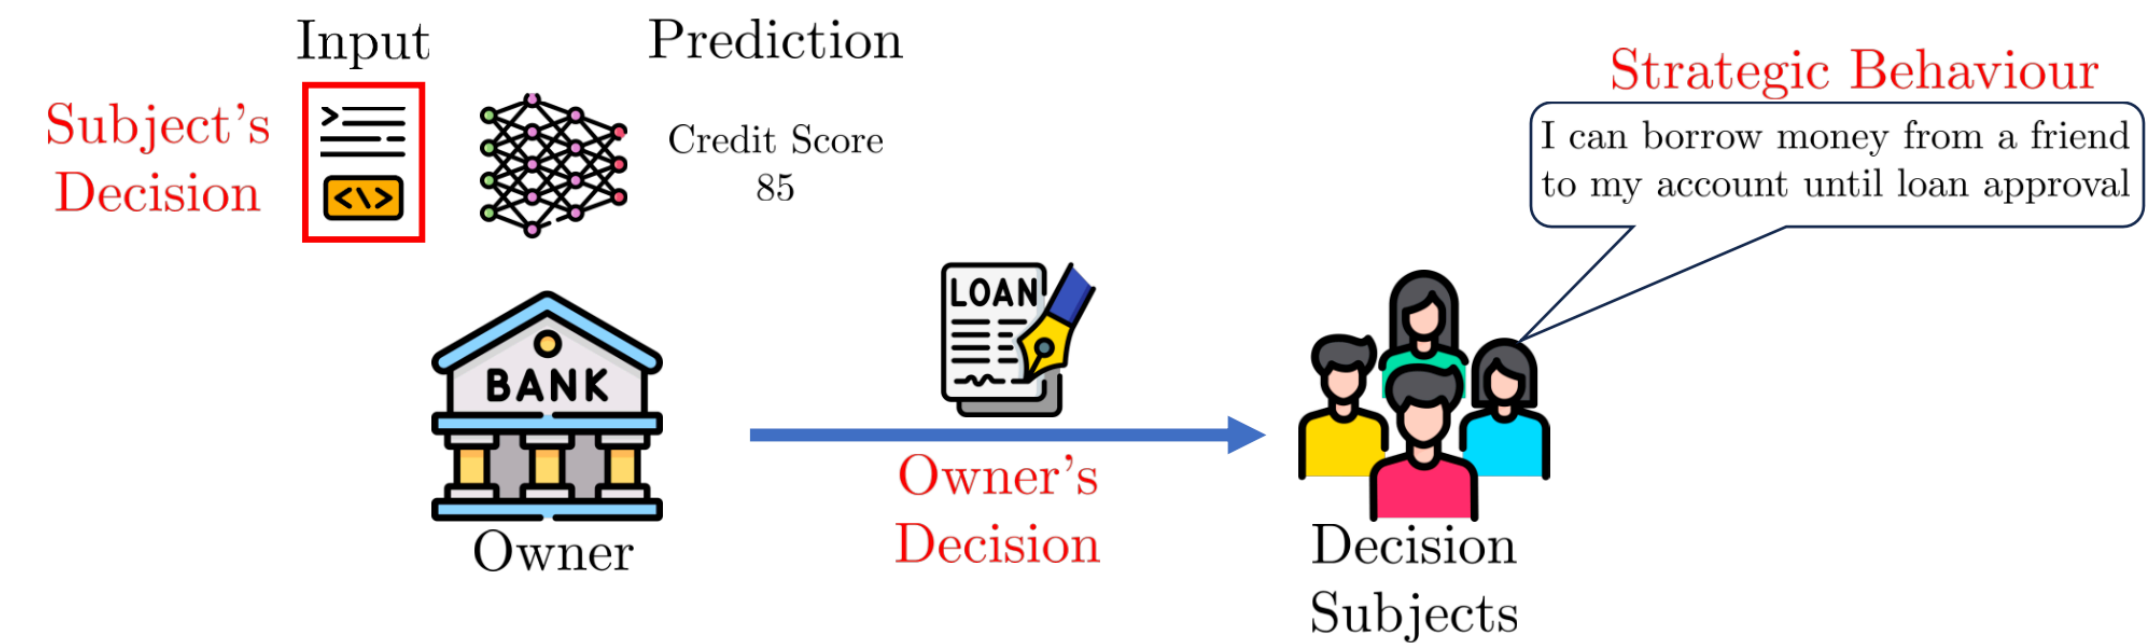 Input
Prediction
Subject's
Decision
<\>
Credit Score
85
Strategic Behaviour
I can borrow money from a friend
to my account until loan approval
BANK
Owner
LOAN
Owner's
Decision
Decision
Subjects